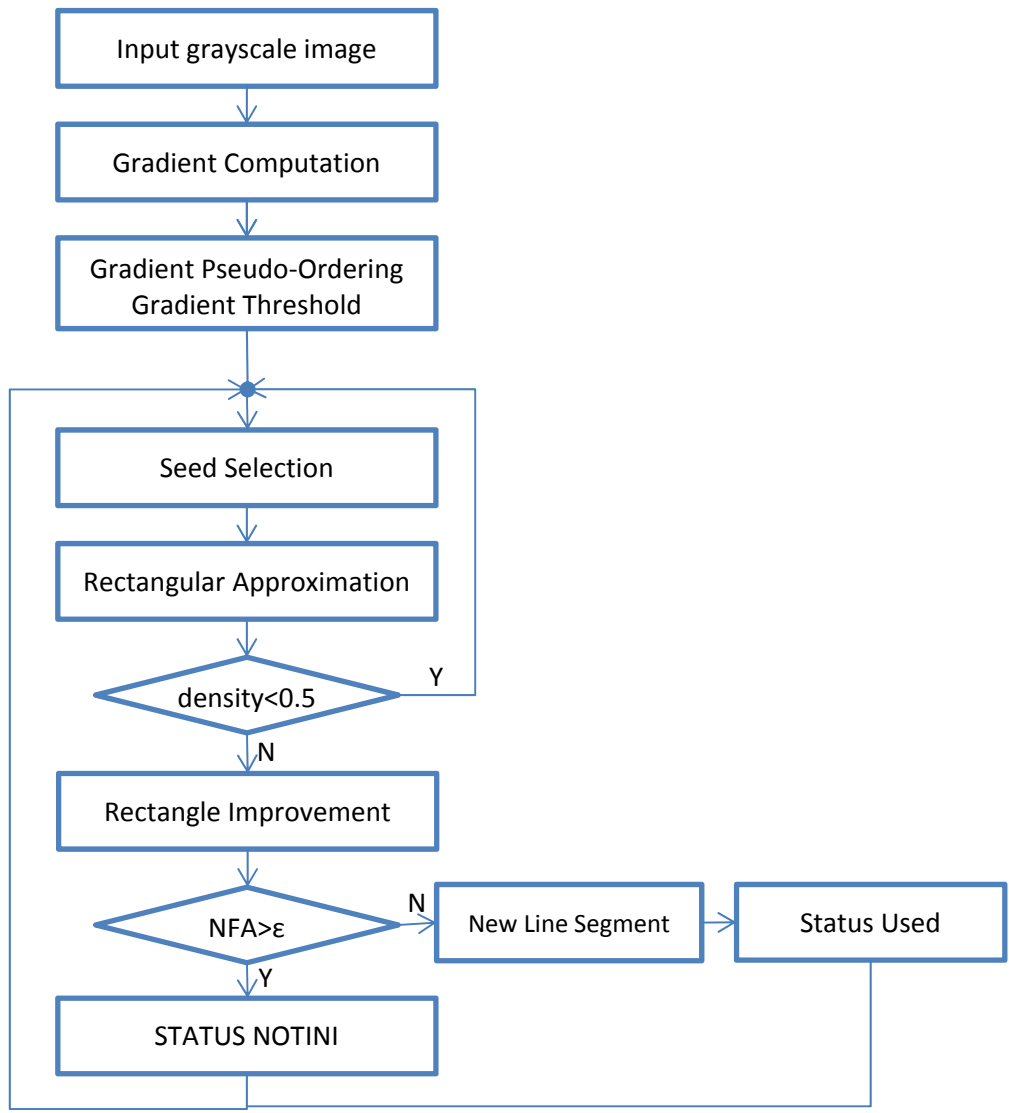 Input grayscale image
Gradient Computation
Gradient Pseudo-Ordering
Gradient Threshold
Seed Selection
Rectangular Approximation
density<0.5
Y
N
Rectangle Improvement
NFA>ε
N
New Line Segment
Status Used
Y
STATUS NOTINI